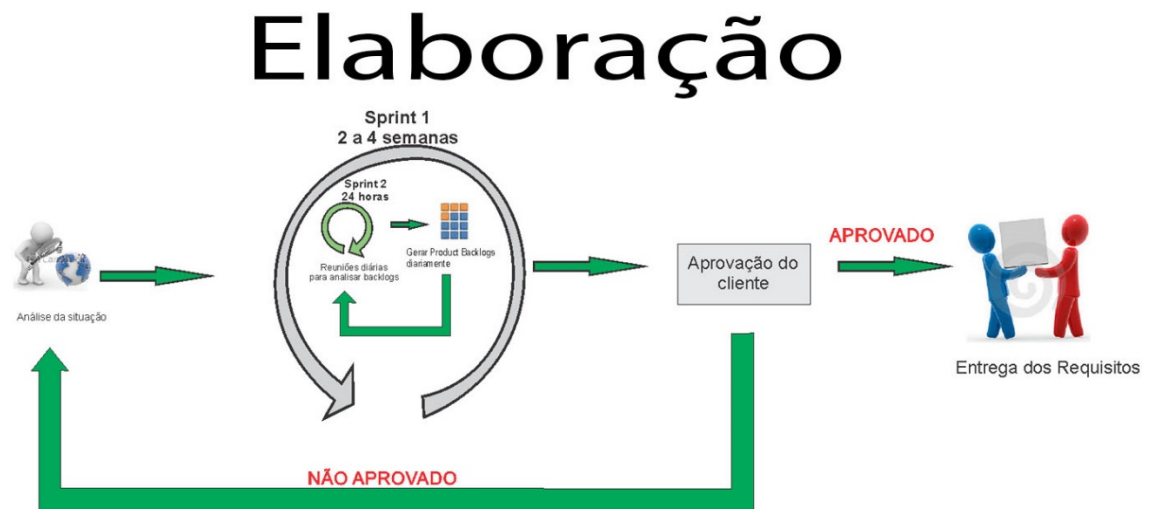 Elaboração
Sprint 1
2 a 4 semanas
Sprint 2
24 horas
Reuniões diárias
para analisar backlogs
Gerar Product Backlogs
diariamente
Análise da situação
Aprovação do
cliente
APROVADO
Entrega dos Requisitos
NÃO APROVADO